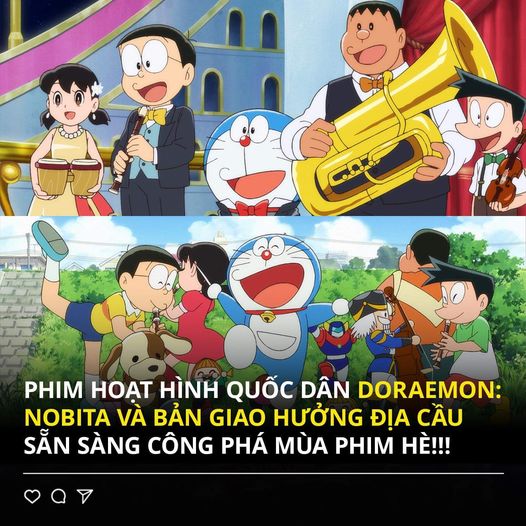 PHIM HOẠT HÌNH QUỐC DÂN DORAEMON:
NOBITA VÀ BẢN GIAO HƯỞNG ĐỊA CẦU
SẴN SÀNG CÔNG PHÁ MÙA PHIM HÈ!!!